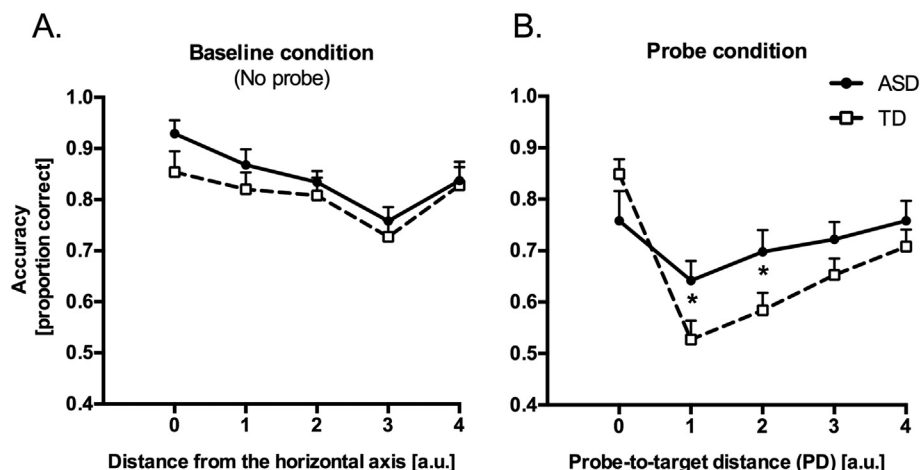 A.
Baseline condition
(No probe)
Accuracy
[proportion correct]
1.0
0.9
0.8
0.7
0.6
0.5
0.4
0 1 2 3 4
Distance from the horizontal axis [a.u.]
B.
Probe condition
ASD
TD
1.0
0.9
0.8
0.7
0.6
0.5
0.4
*
*
0 1 2 3 4
Probe-to-target distance (PD) [a.u.]